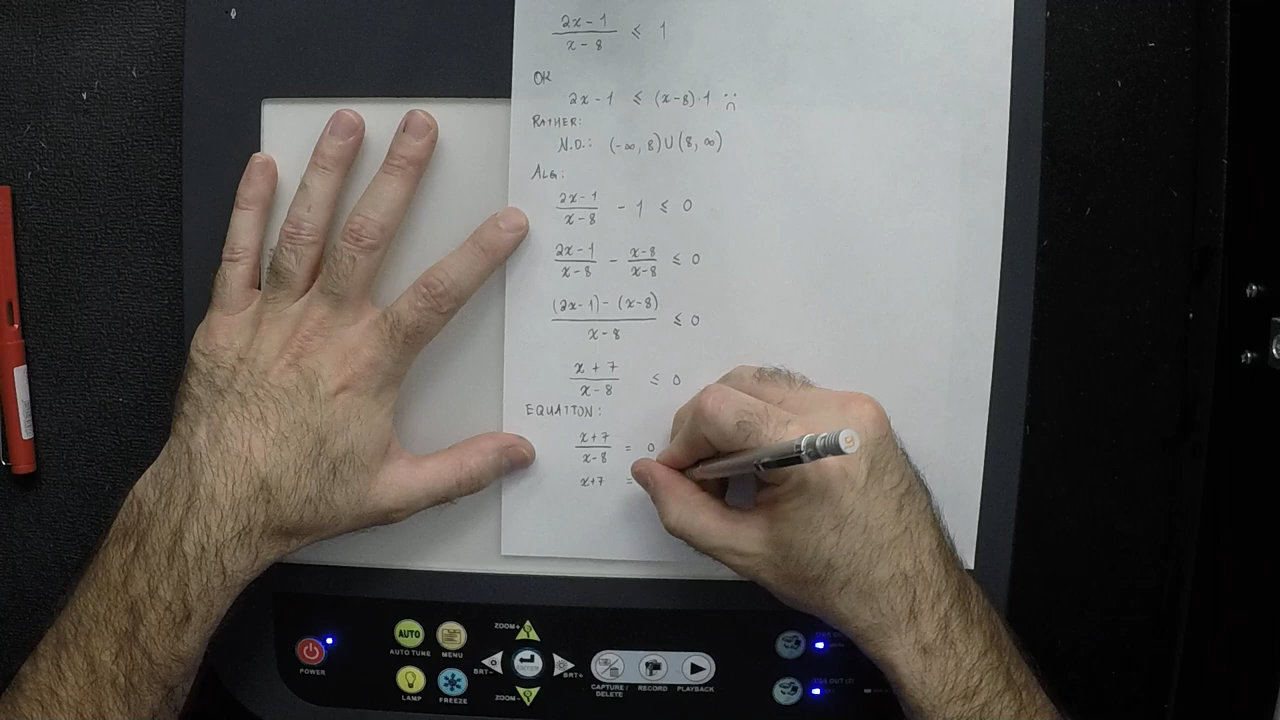 2x - 1 / x - 8 ≤ 1
OK
2x - 1 ≤ (x-8)·1 :(
RATHER:
N.D.: (-∞, 8)∪(8, ∞)
ALG:
2x - 1 / x - 8 - 1 ≤ 0
2x - 1 / x - 8 - x-8 / x-8 ≤ 0
(2x-1) - (x-8) / x-8 ≤ 0
x + 7 / x - 8 ≤ 0
EQUATION:
x+7 / x-8 = 0
x+7 =
POWER
AUTO
AUTO TUNE
MENU
LAMP
FREEZE
ZOOM+
BRT-
ENTER
BRT+
ZOOM-
CAPTURE / DELETE
RECORD
PLAYBACK